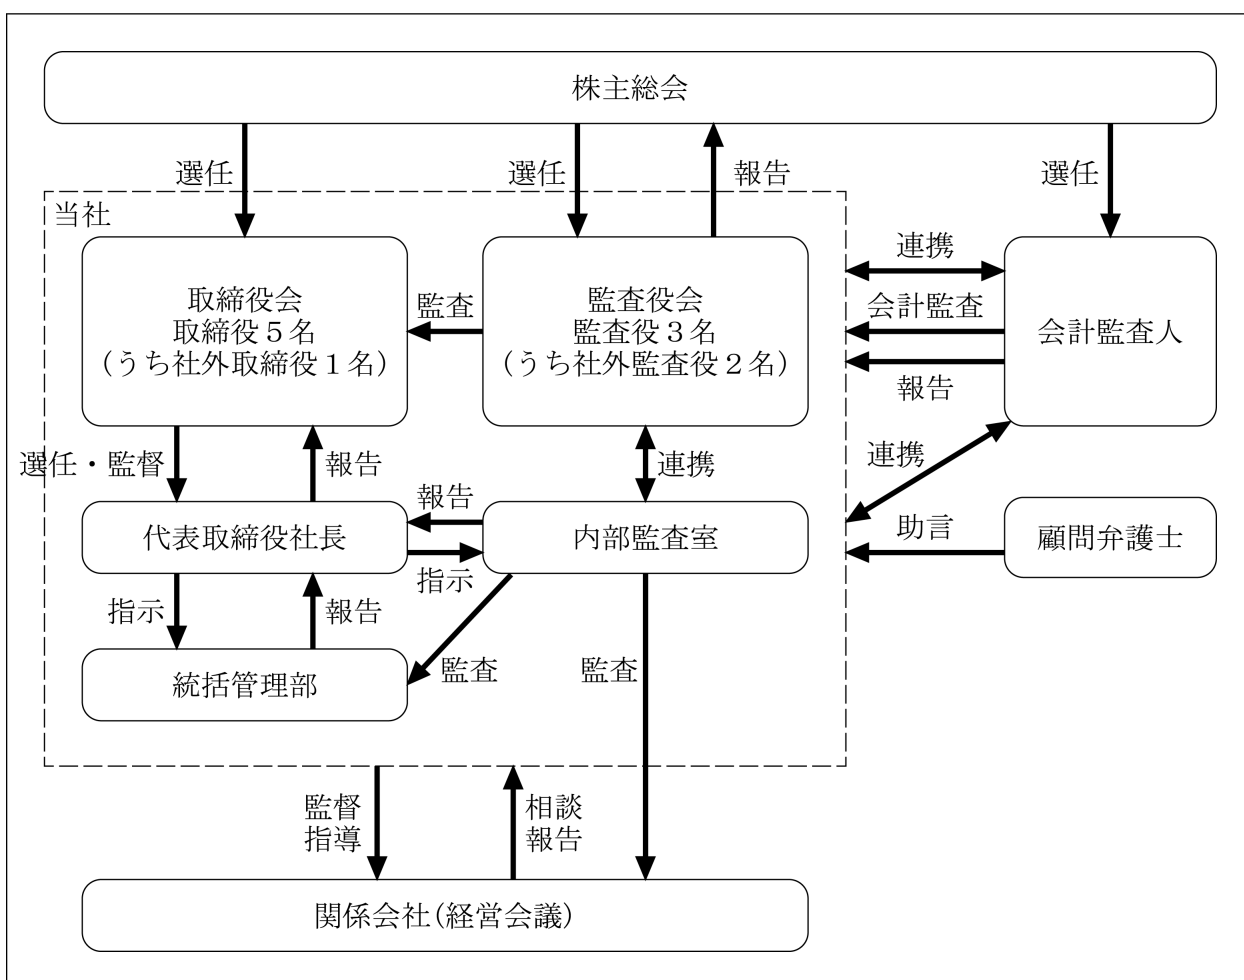 株主総会
選任
選任
報告
選任
当社
取締役会
取締役５名
(うち社外取締役１名)
監査
監査役会
監査役３名
(うち社外監査役２名)
連携
会計監査
報告
会計監査人
選任・監督
報告
連携
連携
代表取締役社長
報告
指示
内部監査室
助言
顧問弁護士
指示
報告
監査
監査
統括管理部
監督
指導
相談
報告
関係会社(経営会議)